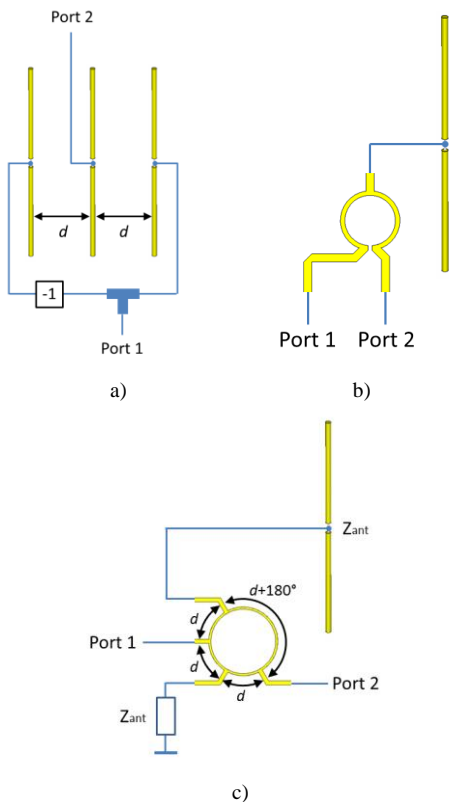 Port 2
d
d
-1
Port 1
a)
Port 1
Port 2
b)
Zant
d+180°
d
Port 1
d
Port 2
d
Zant
c)